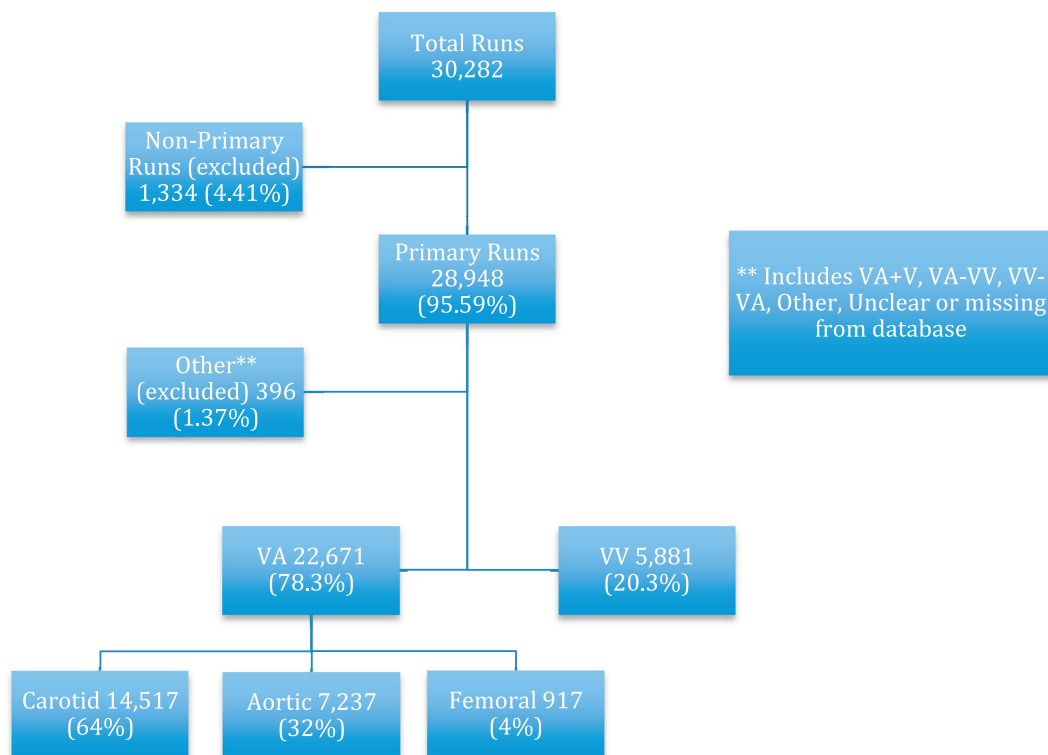 Total Runs
30,282
Non-Primary
Runs (excluded)
1,334 (4.41%)
Primary Runs
28,948
(95.59%)
** Includes VA+V, VA-VV, VV-
VA, Other, Unclear or missing
from database
Other**
(excluded) 396
(1.37%)
VA 22,671
(78.3%)
VV 5,881
(20.3%)
Carotid 14,517
(64%)
Aortic 7,237
(32%)
Femoral 917
(4%)